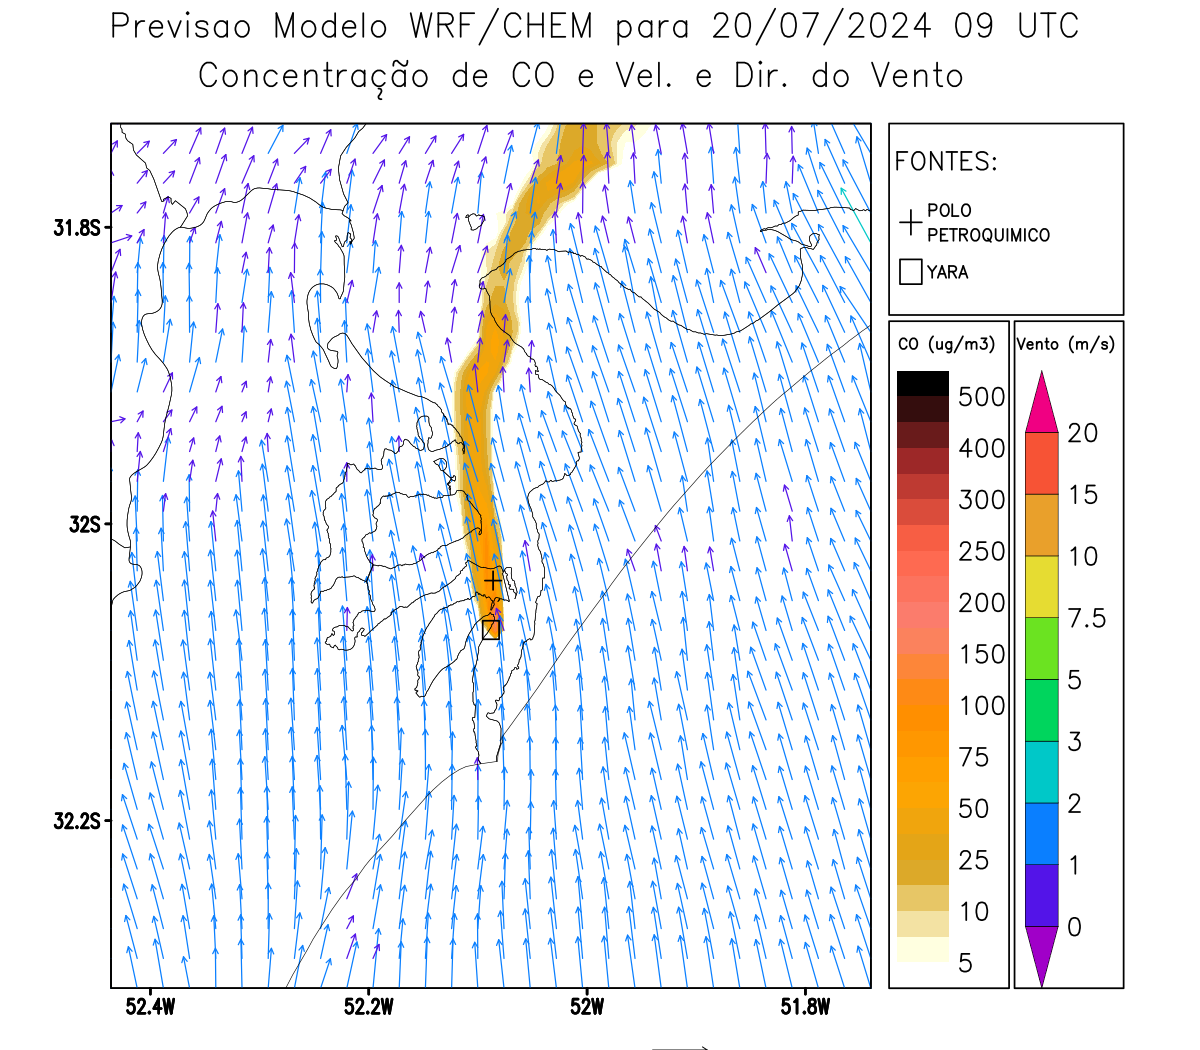 Previsao Modelo WRF/CHEM para 20/07/2024 09 UTC
Concentração de CO e Vel. e Dir. do Vento
FONTES:
POLO
PETROQUIMICO
YARA
CO (ug/m3)
500
400
300
250
200
150
100
75
50
25
10
5
Vento (m/s)
20
15
10
7.5
5
3
2
1
0
31.8S
32S
32.2S
52.4W
52.2W
52W
51.8W